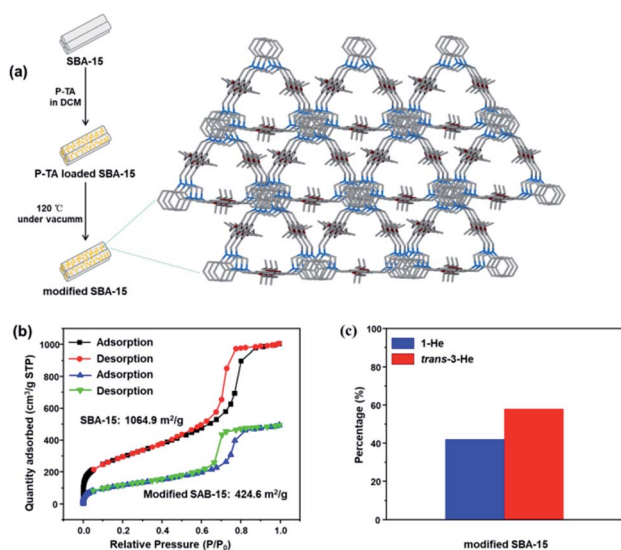 (a)
SBA-15
P-TA
in DCM
P-TA loaded SBA-15
120 ℃
under vacumm
modified SBA-15
(b)
Quantity adsorbed (cm³/g STP)
1000
800
600
400
200
0
Adsorption
Desorption
Adsorption
Desorption
SBA-15: 1064.9 m²/g
Modified SAB-15: 424.6 m²/g
0.0 0.2 0.4 0.6 0.8 1.0
Relative Pressure (P/P₀)
(c)
Percentage (%)
100
80
60
40
20
0
1-He
trans-3-He
modified SBA-15